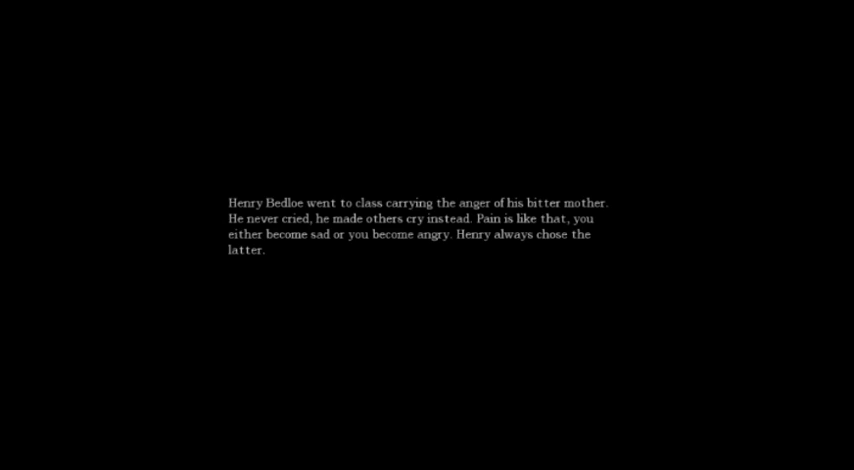 Henry Bedloe went to class carrying the anger of his bitter mother.
He never cried, he made others cry instead. Pain is like that, you
either become sad or you become angry. Henry always chose the
latter.